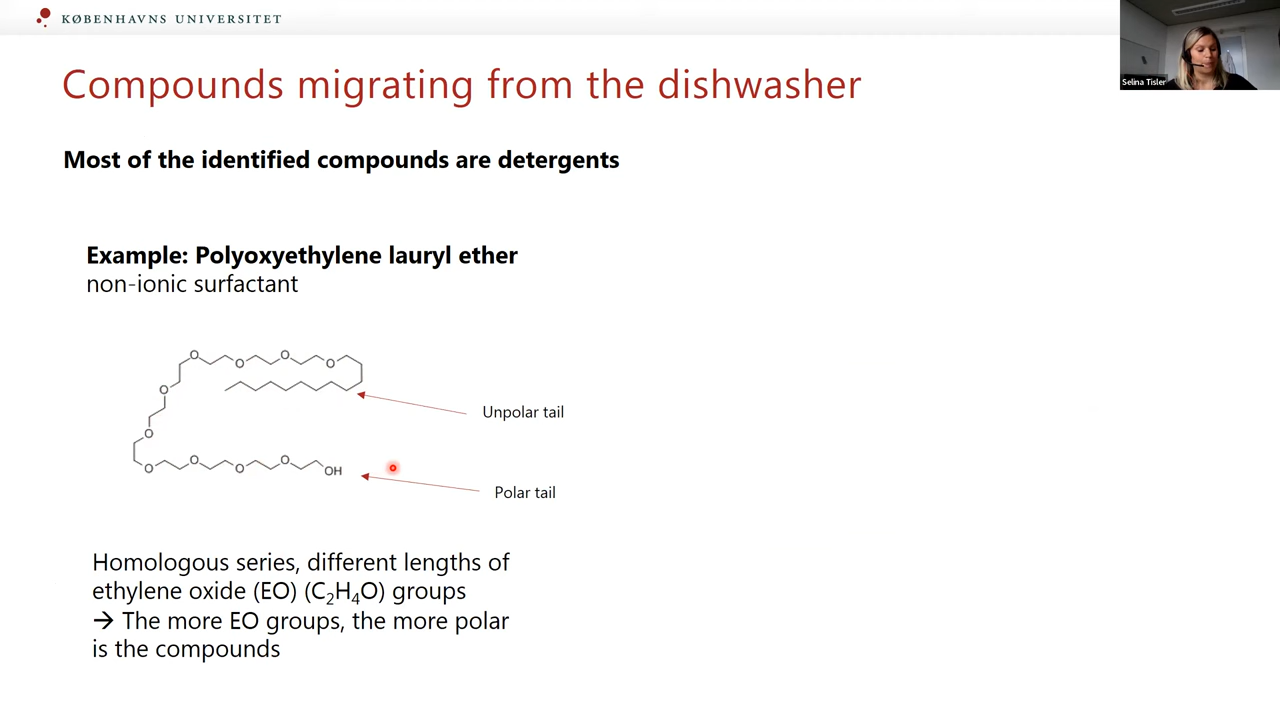 KØBENHAVNS UNIVERSITET
Selina Tisler
Compounds migrating from the dishwasher
Most of the identified compounds are detergents
Example: Polyoxyethylene lauryl ether
non-ionic surfactant
O O O O
O
Unpolar tail
O
O O O O OH
Polar tail
Homologous series, different lengths of
ethylene oxide (EO) (C₂H₄O) groups
→ The more EO groups, the more polar
is the compounds